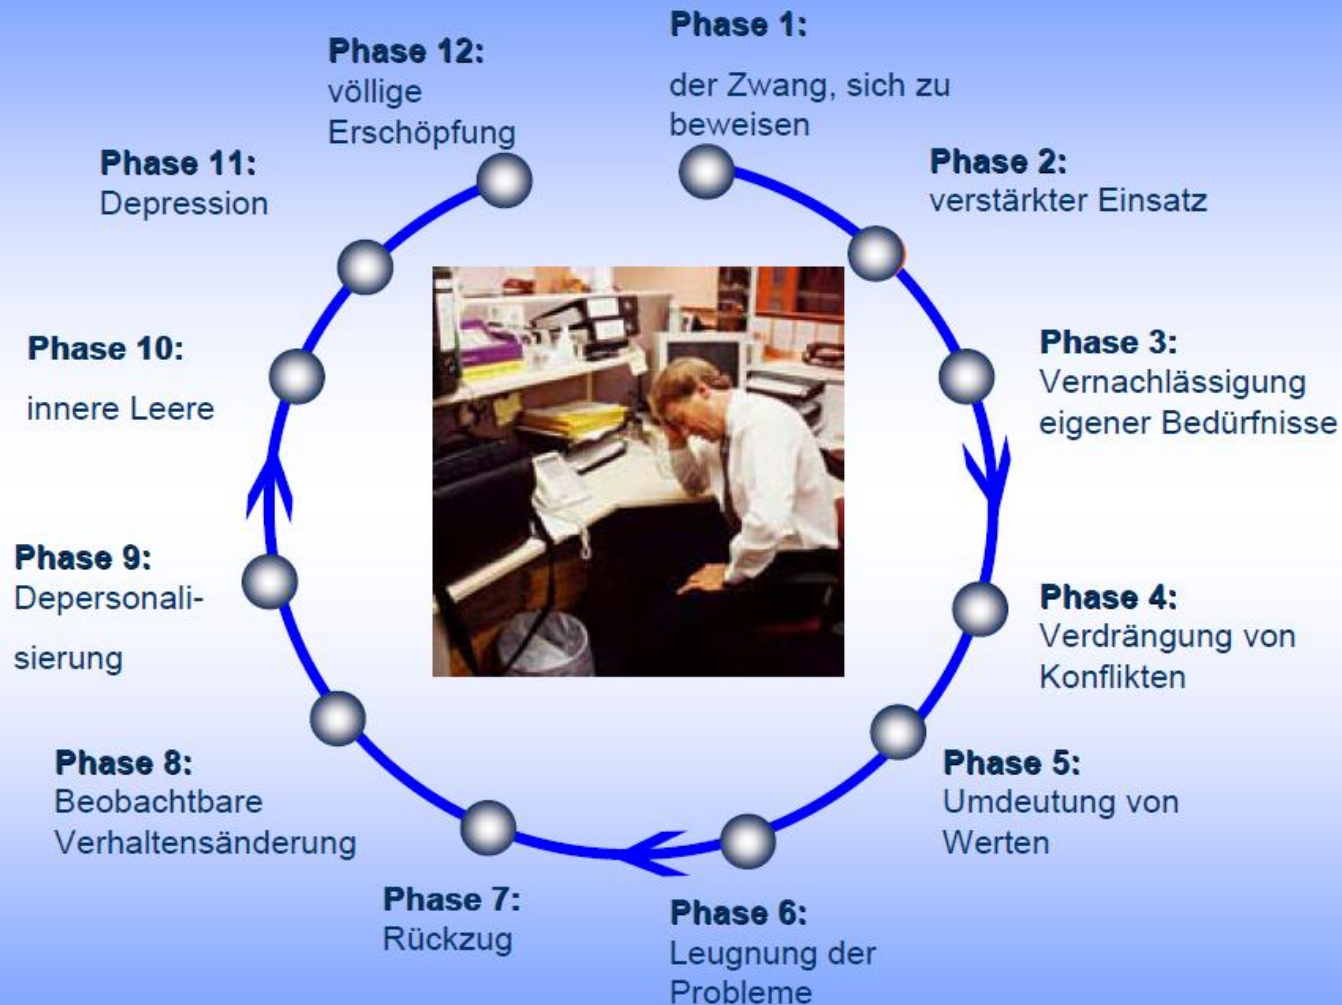 Phase 1:
der Zwang, sich zu
beweisen
Phase 2:
verstärkter Einsatz
Phase 3:
Vernachlässigung
eigener Bedürfnisse
Phase 4:
Verdrängung von
Konflikten
Phase 5:
Umdeutung von
Werten
Phase 6:
Leugnung der
Probleme
Phase 7:
Rückzug
Phase 8:
Beobachtbare
Verhaltensänderung
Phase 9:
Depersonali-
sierung
Phase 10:
innere Leere
Phase 11:
Depression
Phase 12:
völlige
Erschöpfung